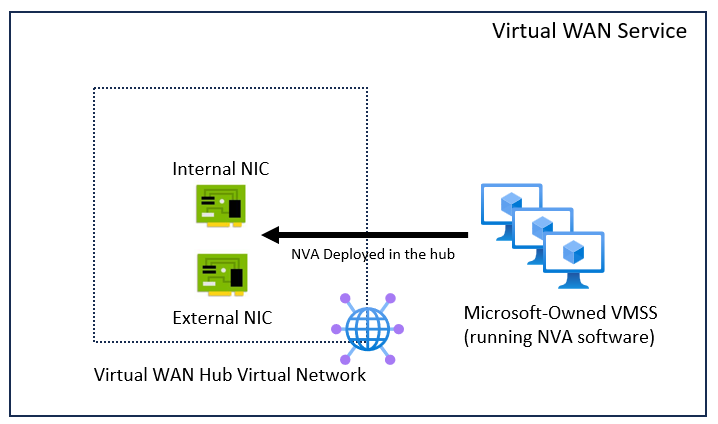 Virtual WAN Service
Internal NIC
NVA Deployed in the hub
External NIC
Microsoft-Owned VMSS
(running NVA software)
Virtual WAN Hub Virtual Network